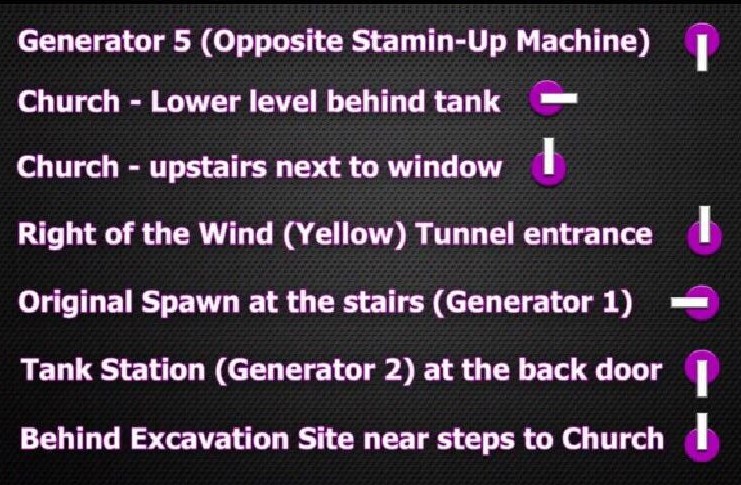 Generator 5 (Opposite Stamin-Up Machine)
Church - Lower level behind tank
Church - upstairs next to window
Right of the Wind (Yellow) Tunnel entrance
Original Spawn at the stairs (Generator 1)
Tank Station (Generator 2) at the back door
Behind Excavation Site near steps to Church